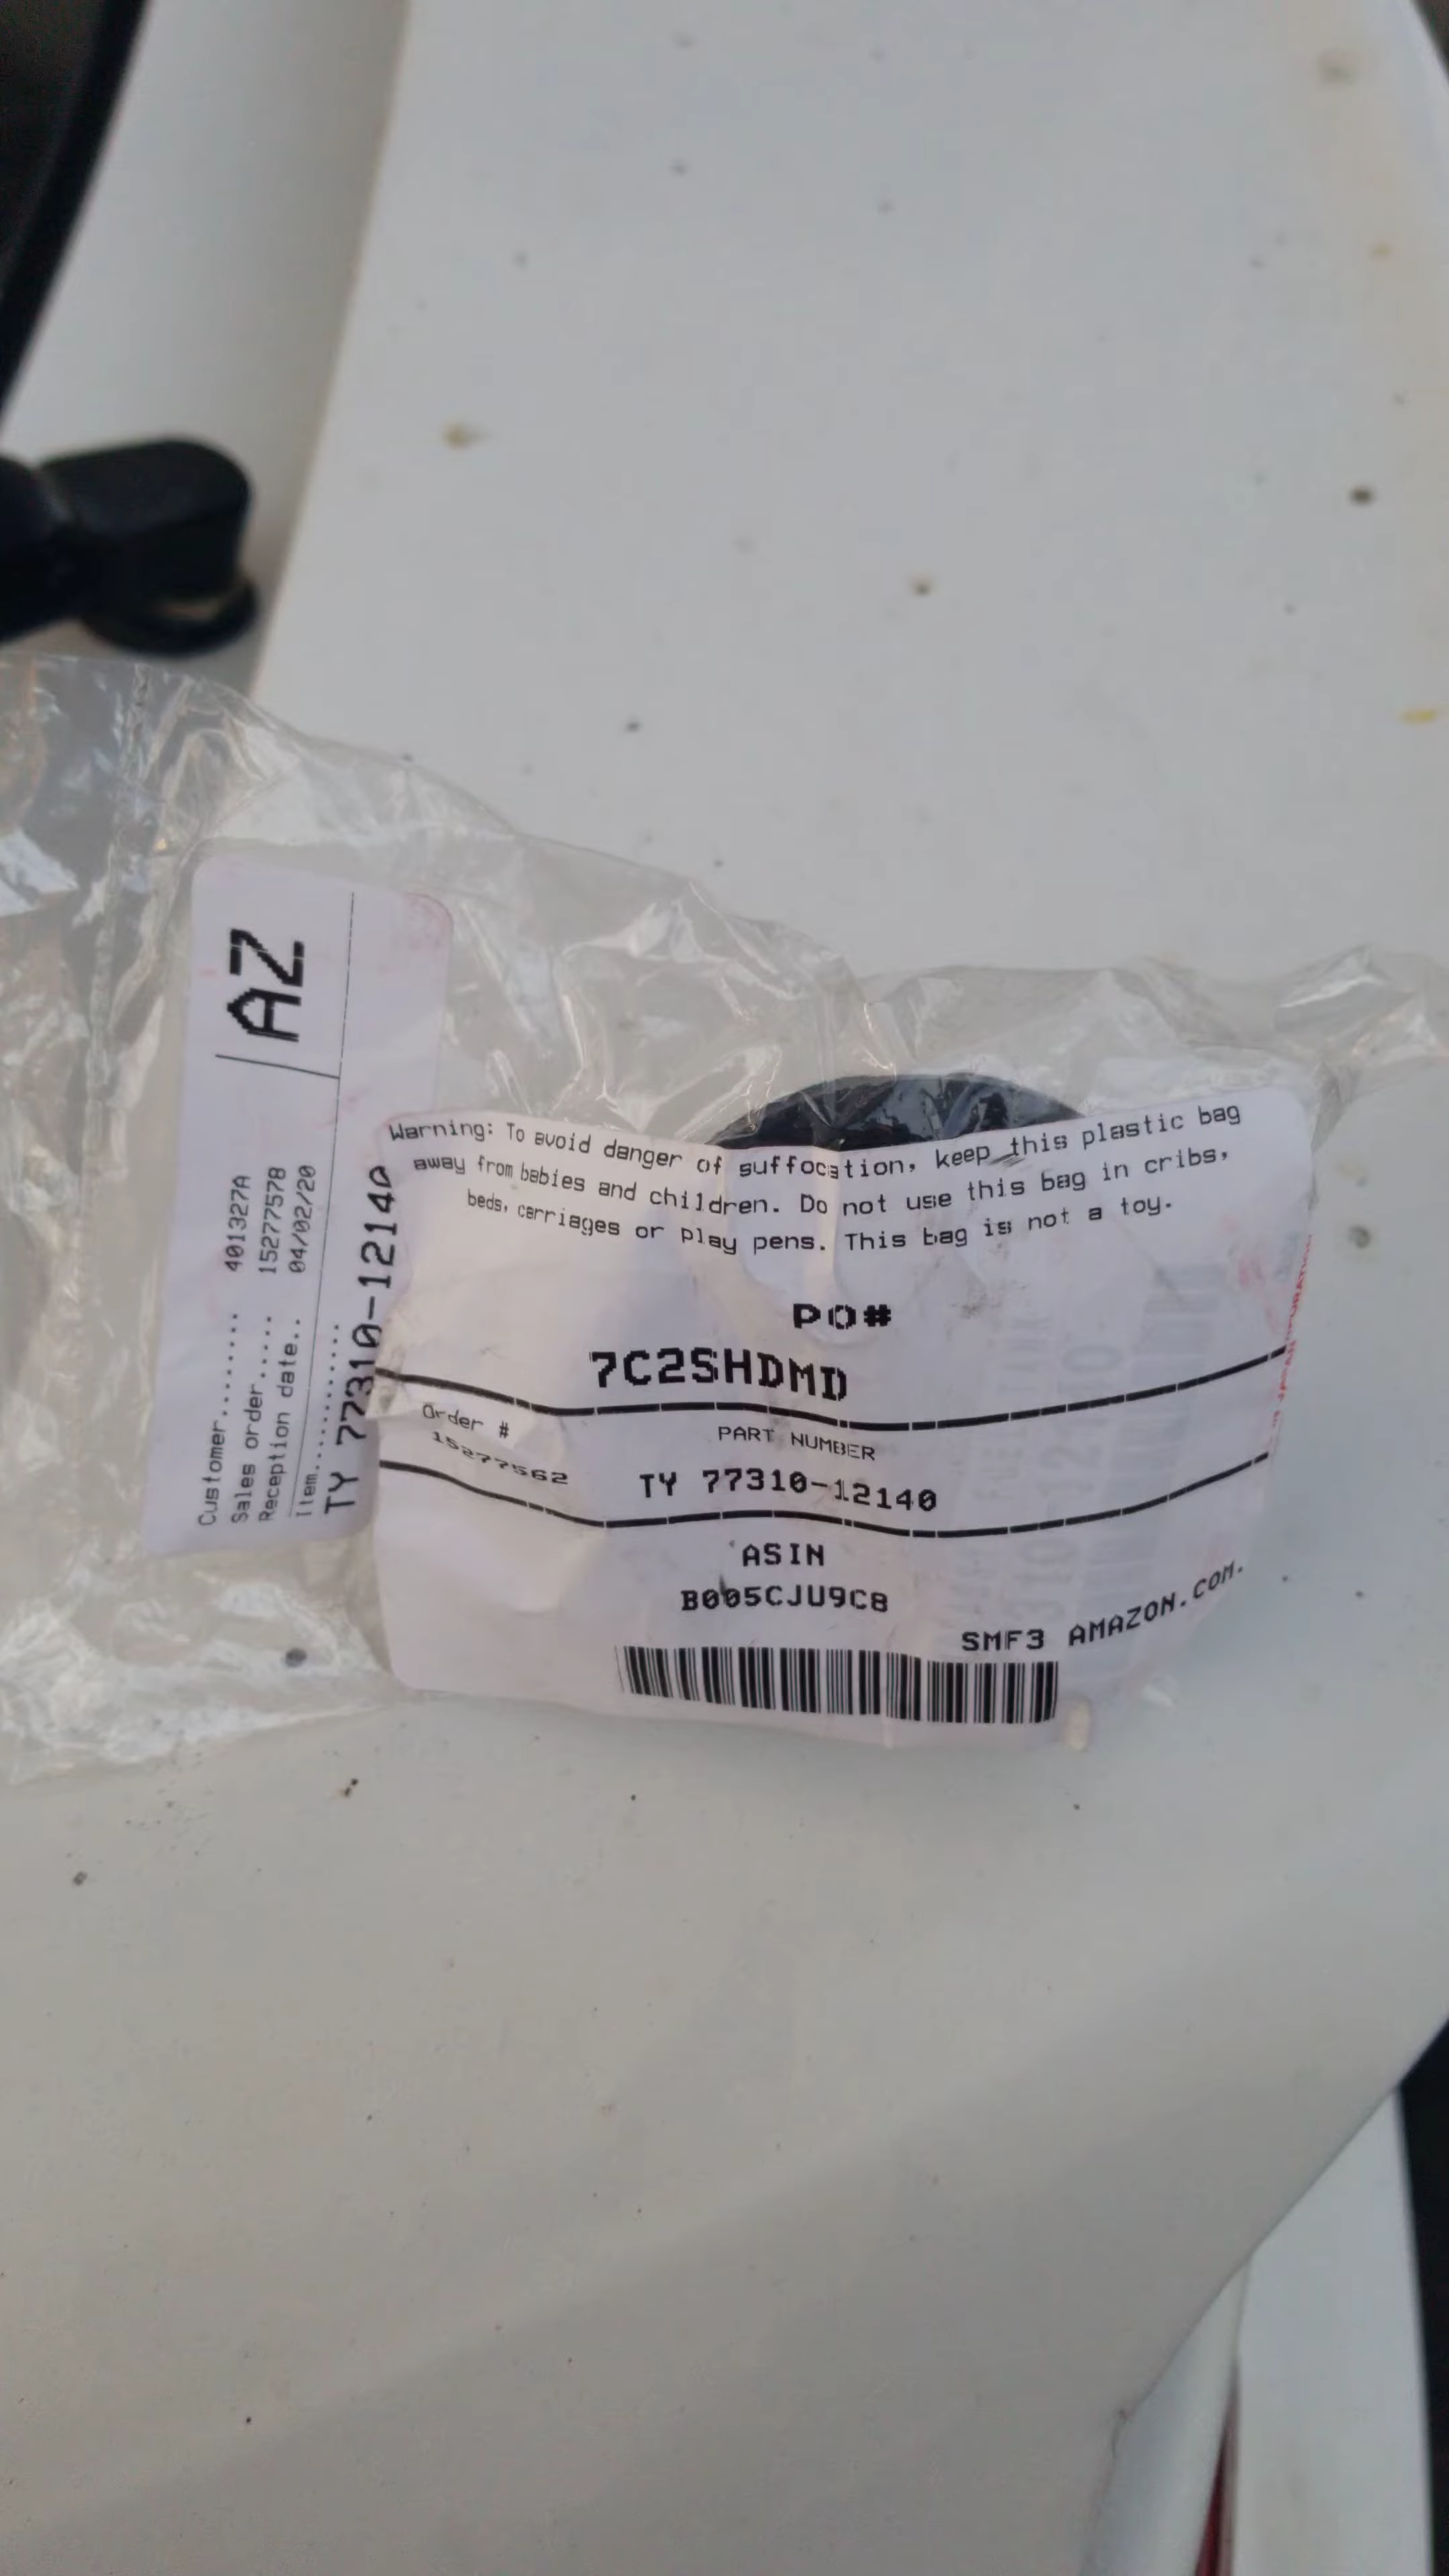 AZ
Customer........ 401327A
Sales order..... 15277578
Reception date.. 04/02/20
Item............
TY 77310-12140
Warning: To avoid danger of suffocation, keep this plastic bag
away from babies and children. Do not use this bag in cribs,
beds, carriages or play pens. This bag is not a toy.
PO#
7C2SHDMD
Order #
15277562
PART NUMBER
TY 77310-12140
ASIN
B005CJU9C8
SMF3 AMAZON.COM.